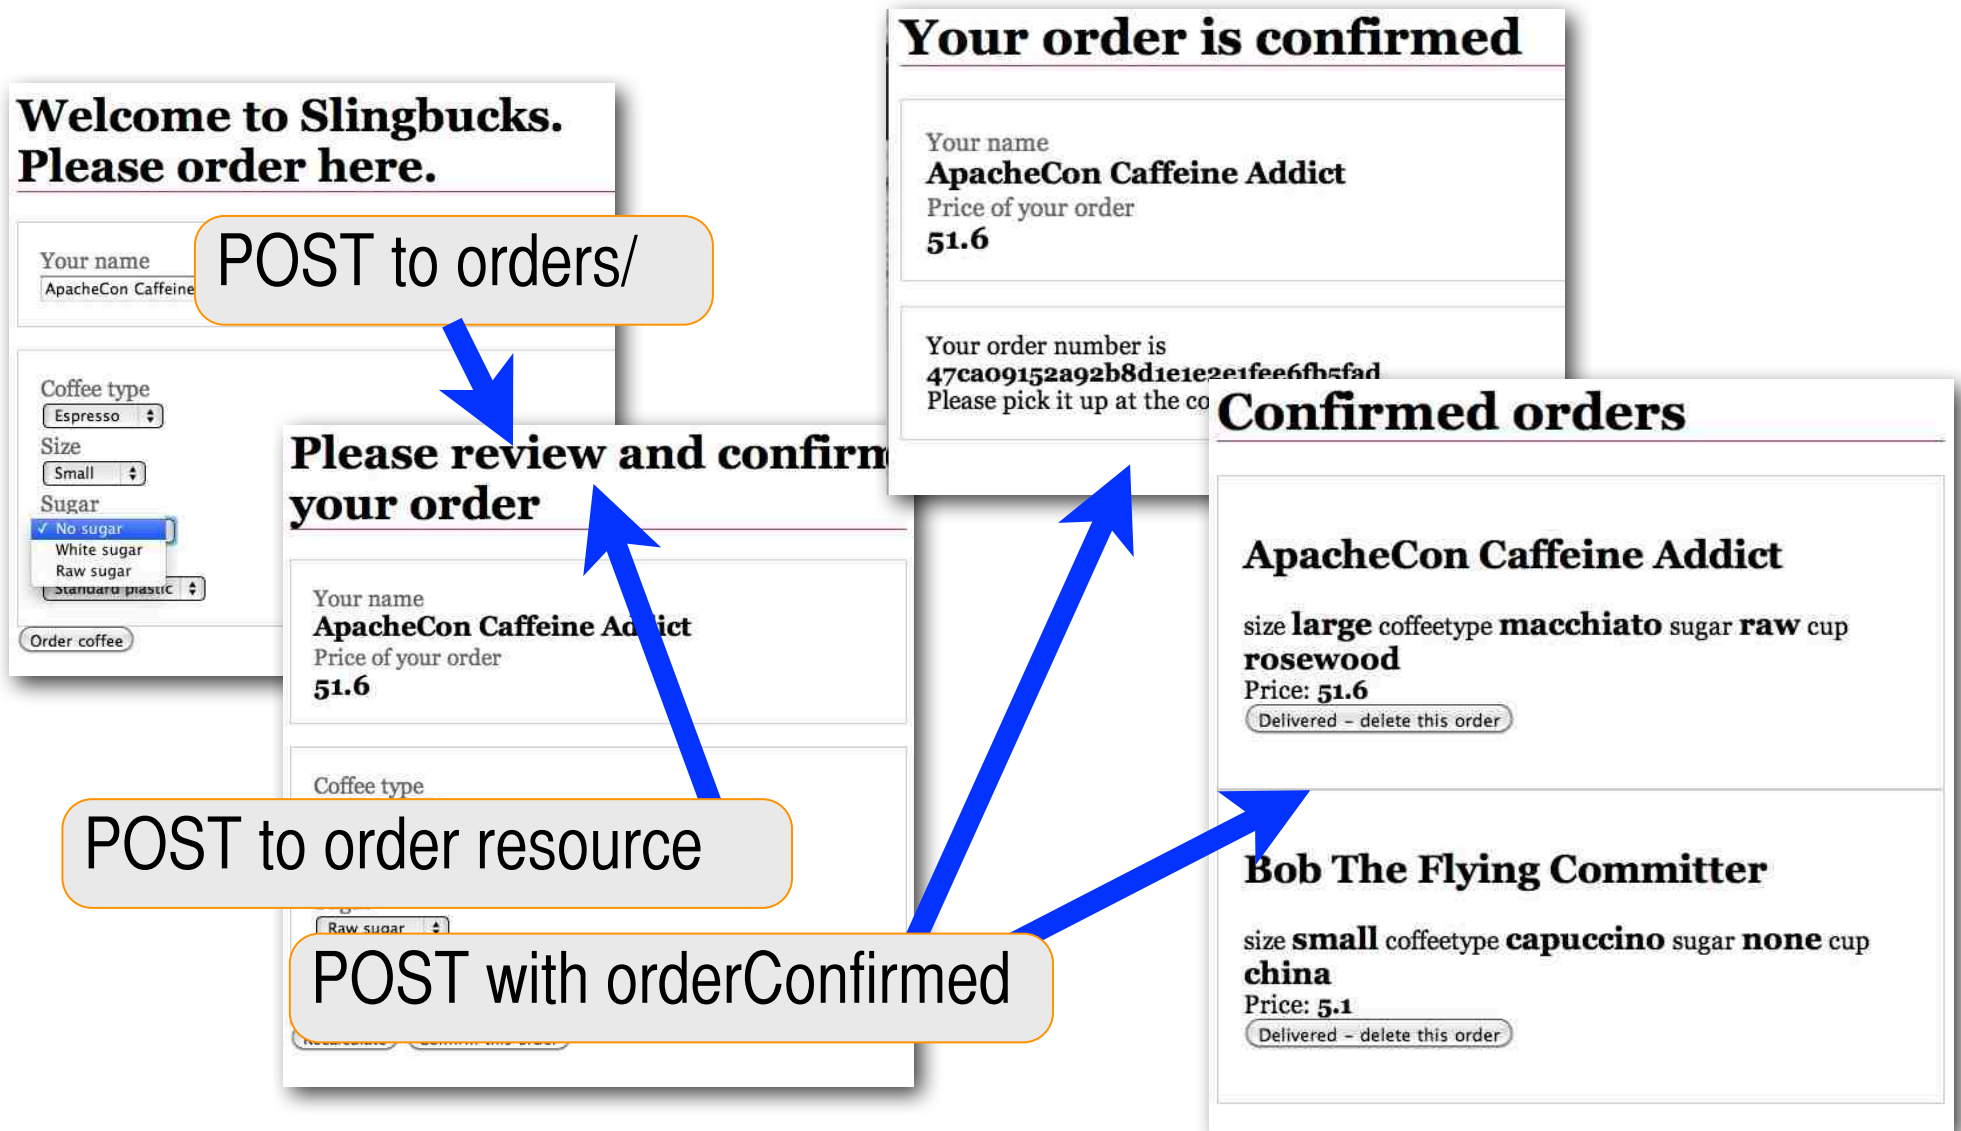 Welcome to Slingbucks.
Please order here.
Your name
ApacheCon Caffeine
POST to orders/
Coffee type
Espresso
Size
Small
Sugar
✓ No sugar
White sugar
Raw sugar
Standard plastic
Order coffee
Please review and confirm
your order
Your name
ApacheCon Caffeine Addict
Price of your order
51.6
Coffee type
POST to order resource
Raw sugar
POST with orderConfirmed
Your order is confirmed
Your name
ApacheCon Caffeine Addict
Price of your order
51.6
Your order number is
47ca09152a92b8d1e1e2e1fee6fb5fad
Please pick it up at the co
Confirmed orders
ApacheCon Caffeine Addict
size large coffeetype macchiato sugar raw cup
rosewood
Price: 51.6
Delivered – delete this order
Bob The Flying Committer
size small coffeetype capuccino sugar none cup
china
Price: 5.1
Delivered – delete this order